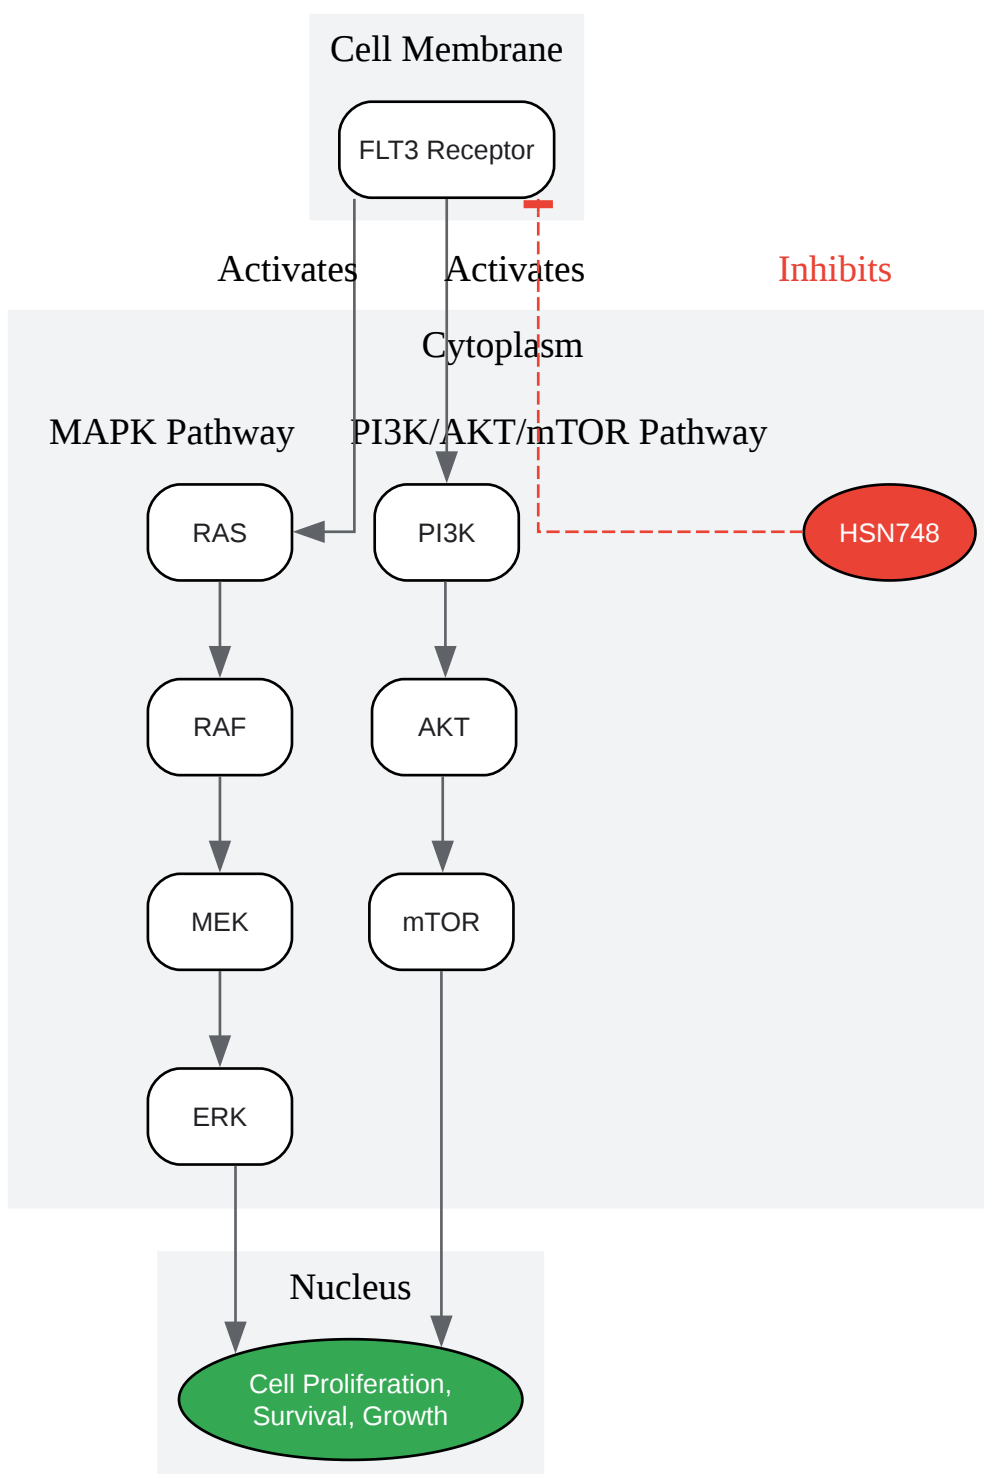 Cell Membrane
FLT3 Receptor
Activates
Activates
Inhibits
Cytoplasm
MAPK Pathway
PI3K/AKT/mTOR Pathway
RAS
PI3K
HSN748
RAF
AKT
MEK
mTOR
ERK
Nucleus
Cell Proliferation,
Survival, Growth